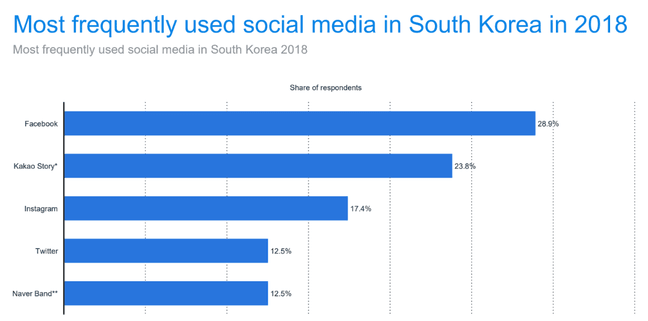 Most frequently used social media in South Korea in 2018
Most frequently used social media in South Korea 2018
Share of respondents
Facebook 28.9%
Kakao Story* 23.8%
Instagram 17.4%
Twitter 12.5%
Naver Band** 12.5%